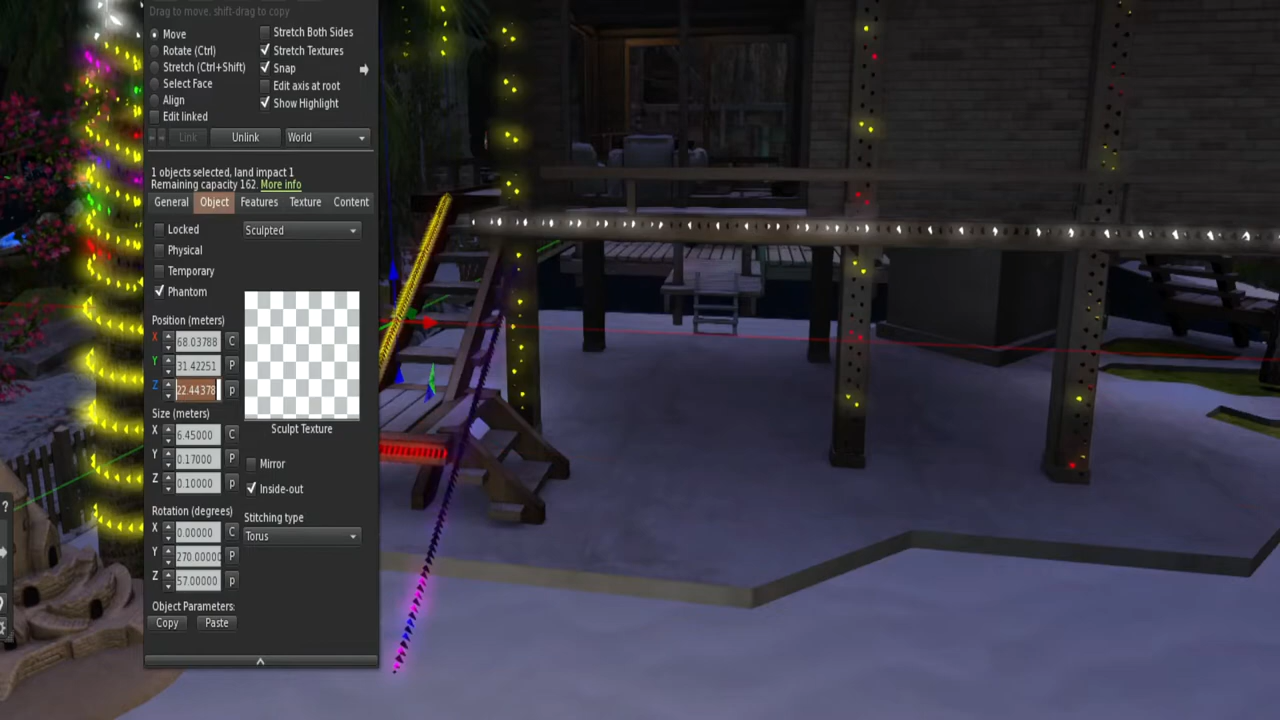 Drag to move, shift-drag to copy
Move
Stretch Both Sides
Rotate (Ctrl)
Stretch Textures
Stretch (Ctrl+Shift)
Snap
Select Face
Edit axis at root
Align
Show Highlight
Edit linked
Link
Unlink
World
1 objects selected, land impact 1
Remaining capacity 162. More info
General Object Features Texture Content
Locked
Sculpted
Physical
Temporary
Phantom
Position (meters)
X 68.03788 C
Y 31.42251 P
Z 22.44378 p
Size (meters)
Sculpt Texture
X 6.45000 C
Y 0.17000 P
Mirror
Z 0.10000 p
Inside-out
Rotation (degrees)
Stitching type
X 0.00000 C
Torus
Y 270.00000 P
Z 57.00000 p
Object Parameters:
Copy Paste
?